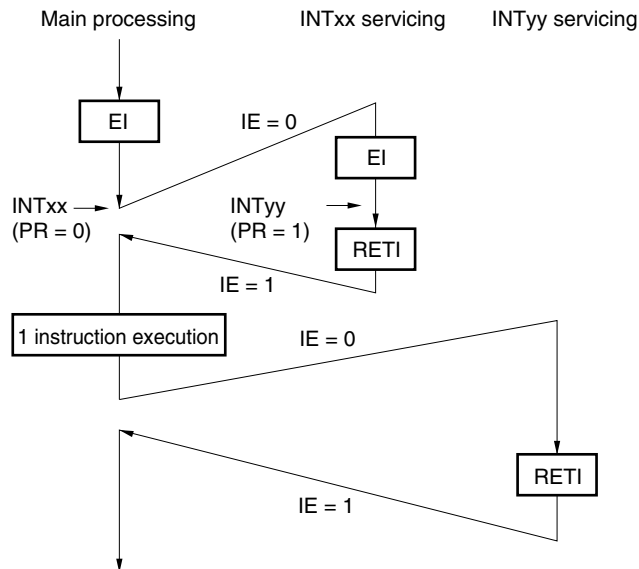 Main processing
INTxx servicing
INTyy servicing
EI
IE = 0
EI
INTxx
(PR = 0)
INTyy
(PR = 1)
RETI
IE = 1
1 instruction execution
IE = 0
RETI
IE = 1